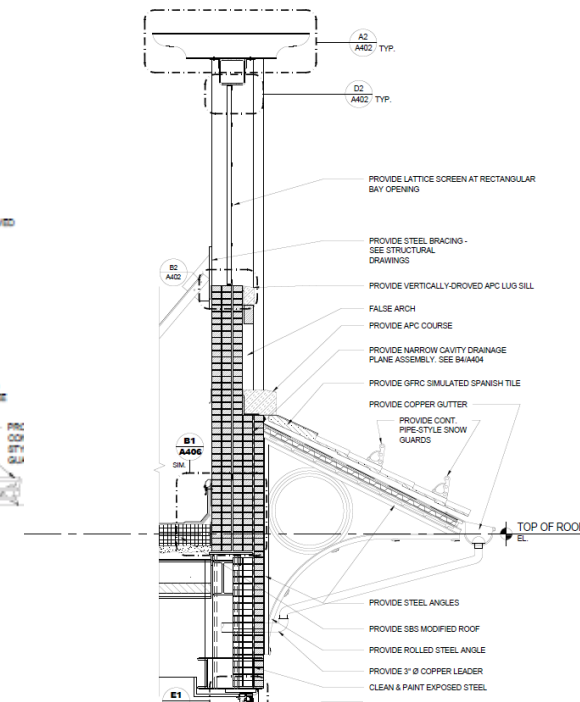 A2
A402 TYP.
D2
A402 TYP.
PROVIDE LATTICE SCREEN AT RECTANGULAR
BAY OPENING
PROVIDE STEEL BRACING -
SEE STRUCTURAL
DRAWINGS
B2
A402
PROVIDE VERTICALLY-DROVED APC LUG SILL
FALSE ARCH
PROVIDE APC COURSE
PROVIDE NARROW CAVITY DRAINAGE
PLANE ASSEMBLY. SEE B4/A404
PROVIDE GFRC SIMULATED SPANISH TILE
PROVIDE COPPER GUTTER
PROVIDE CONT.
PIPE-STYLE SNOW
GUARDS
B1
A406
SIM.
TOP OF ROOF
EL.
PROVIDE STEEL ANGLES
PROVIDE SBS MODIFIED ROOF
PROVIDE ROLLED STEEL ANGLE
PROVIDE 3" Ø COPPER LEADER
CLEAN & PAINT EXPOSED STEEL
E1